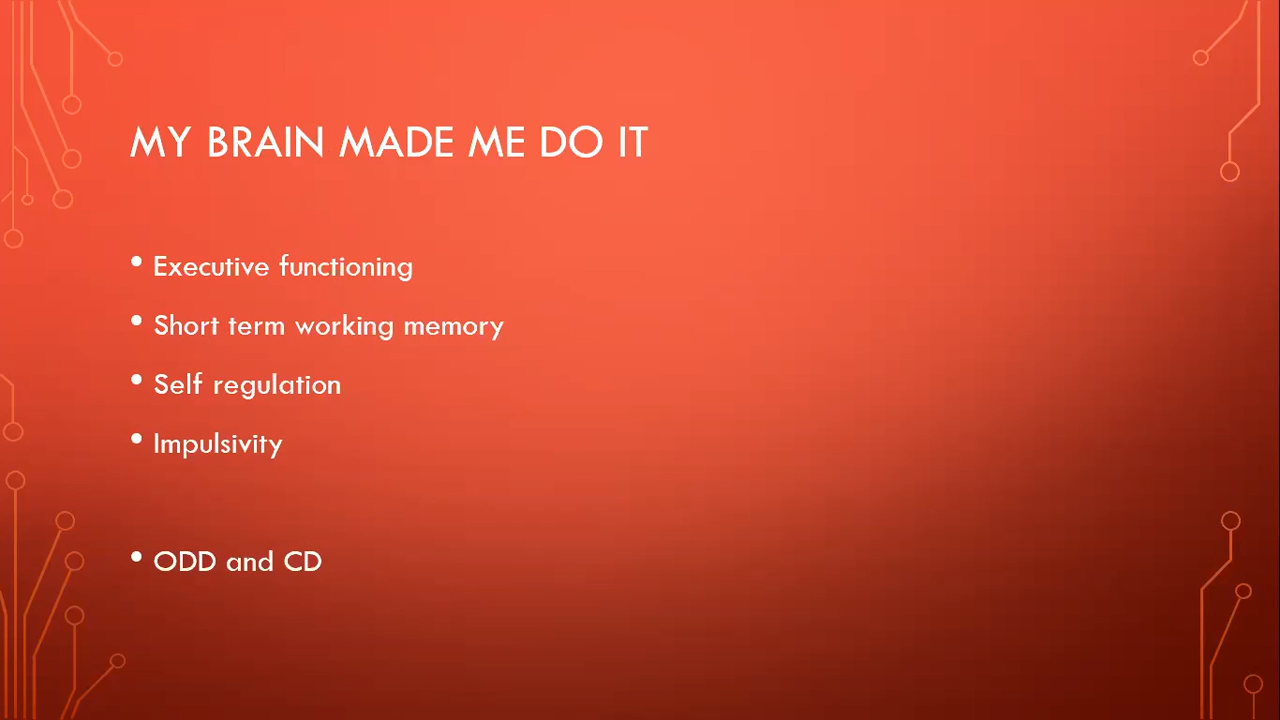 MY BRAIN MADE ME DO IT
• Executive functioning
• Short term working memory
• Self regulation
• Impulsivity
• ODD and CD